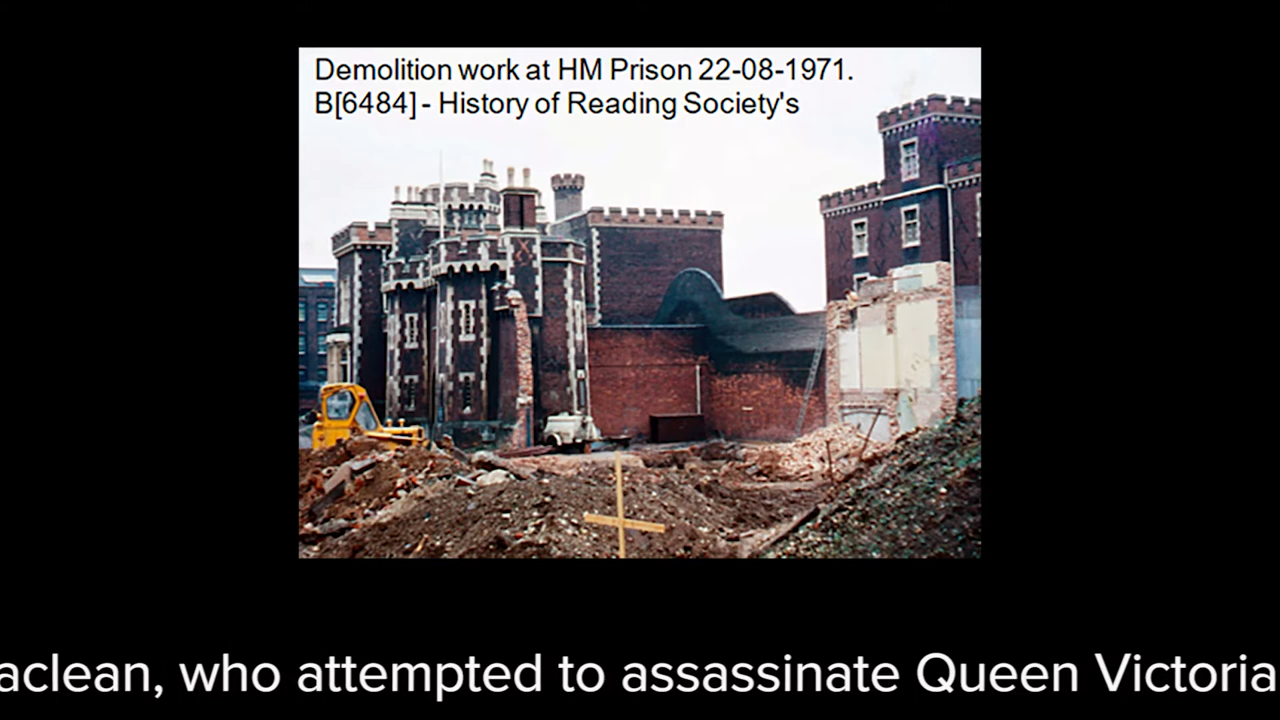 Demolition work at HM Prison 22-08-1971.
B[6484] - History of Reading Society's
aclean, who attempted to assassinate Queen Victoria